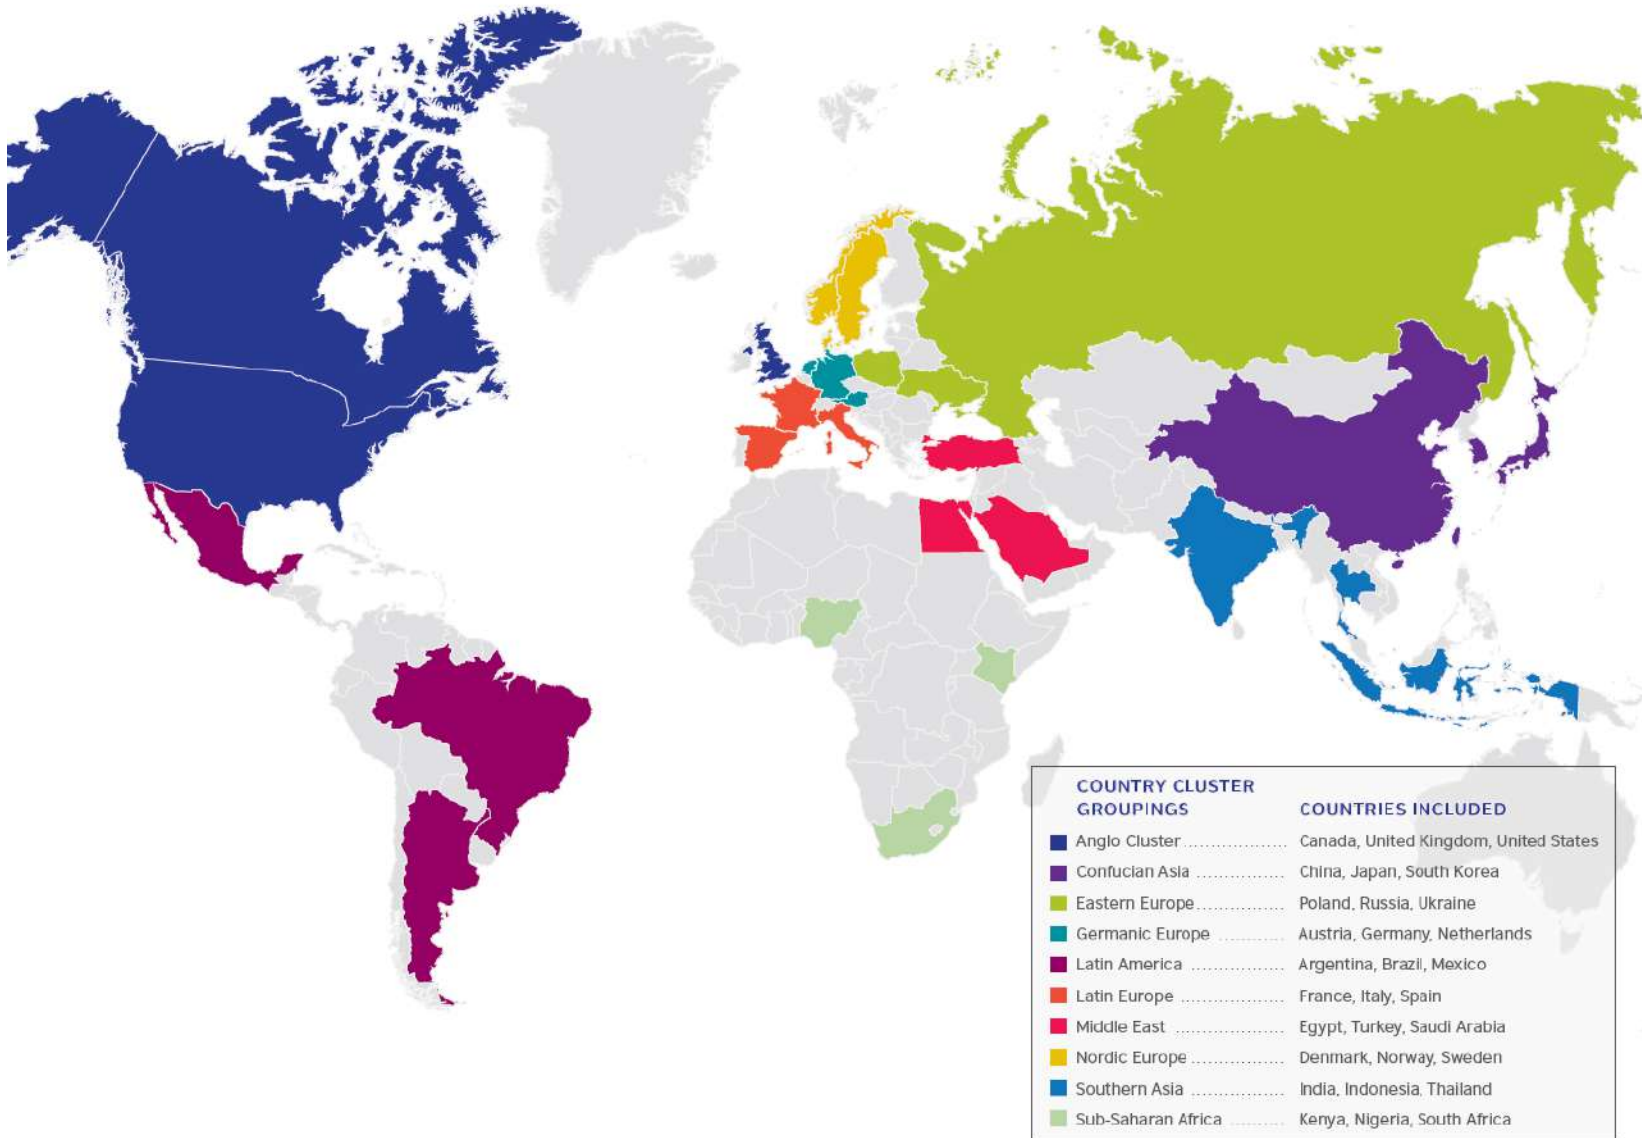 COUNTRY CLUSTER
GROUPINGS COUNTRIES INCLUDED
Anglo Cluster .................. Canada, United Kingdom, United States
Confucian Asia ................ China, Japan, South Korea
Eastern Europe ................ Poland, Russia, Ukraine
Germanic Europe ............ Austria, Germany, Netherlands
Latin America .................. Argentina, Brazil, Mexico
Latin Europe ................... France, Italy, Spain
Middle East .................... Egypt, Turkey, Saudi Arabia
Nordic Europe ................. Denmark, Norway, Sweden
Southern Asia .................. India, Indonesia, Thailand
Sub-Saharan Africa .......... Kenya, Nigeria, South Africa